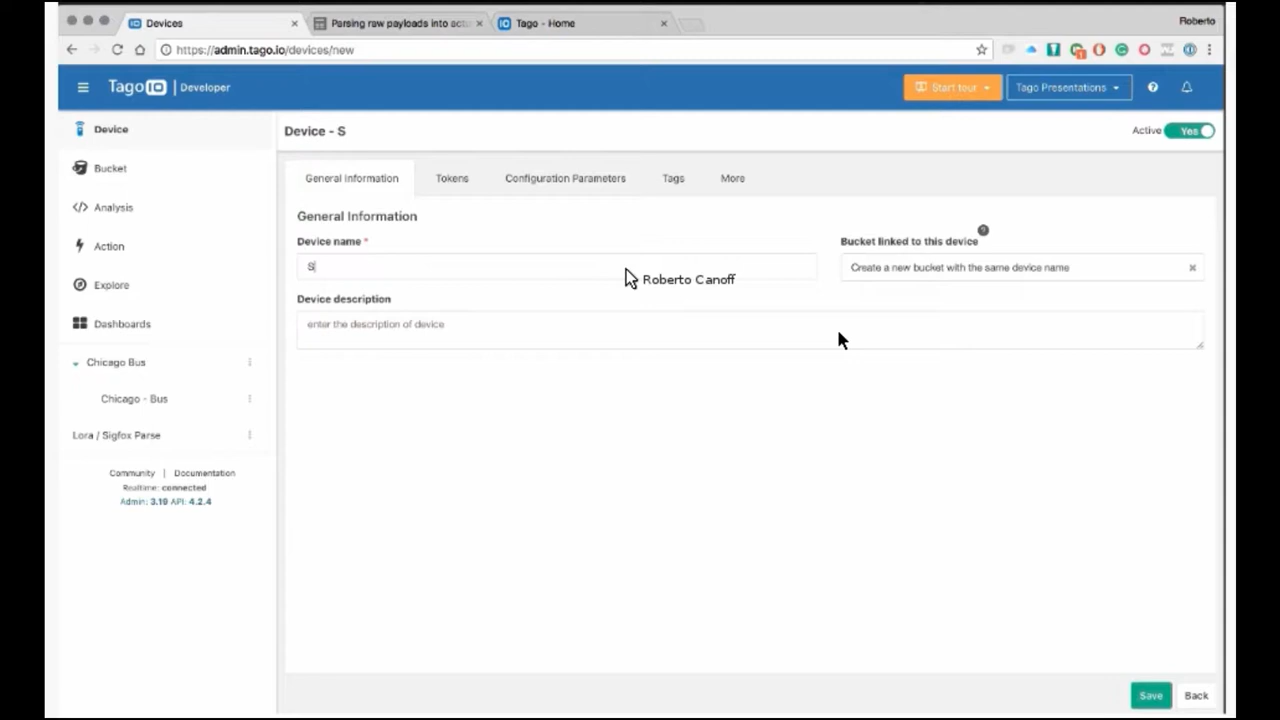 Devices
Parsing raw payloads into actu
Tago - Home
Roberto
https://admin.tago.io/devices/new
Tago IO | Developer
Start tour
Tago Presentations
Device
Device - S
Active Yes
Bucket
General Information
Tokens
Configuration Parameters
Tags
More
Analysis
General Information
Device name *
Bucket linked to this device
Action
S
Create a new bucket with the same device name
Roberto Canoff
Explore
Device description
Dashboards
enter the description of device
Chicago Bus
Chicago - Bus
Lora / Sigfox Parse
Community | Documentation
Realtime: connected
Admin: 3.19 API: 4.2.4
Save
Back